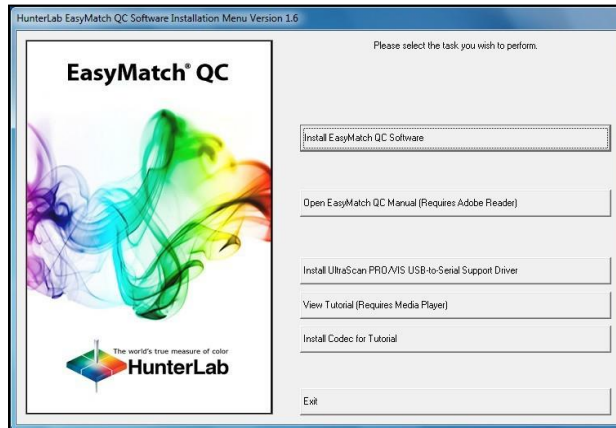 HunterLab EasyMatch QC Software Installation Menu Version 1.6
Please select the task you wish to perform.
EasyMatch® QC
Install EasyMatch QC Software
Open EasyMatch QC Manual (Requires Adobe Reader)
Install UltraScan PRO/VIS USB-to-Serial Support Driver
View Tutorial (Requires Media Player)
Install Codec for Tutorial
The world's true measure of color
HunterLab
Exit